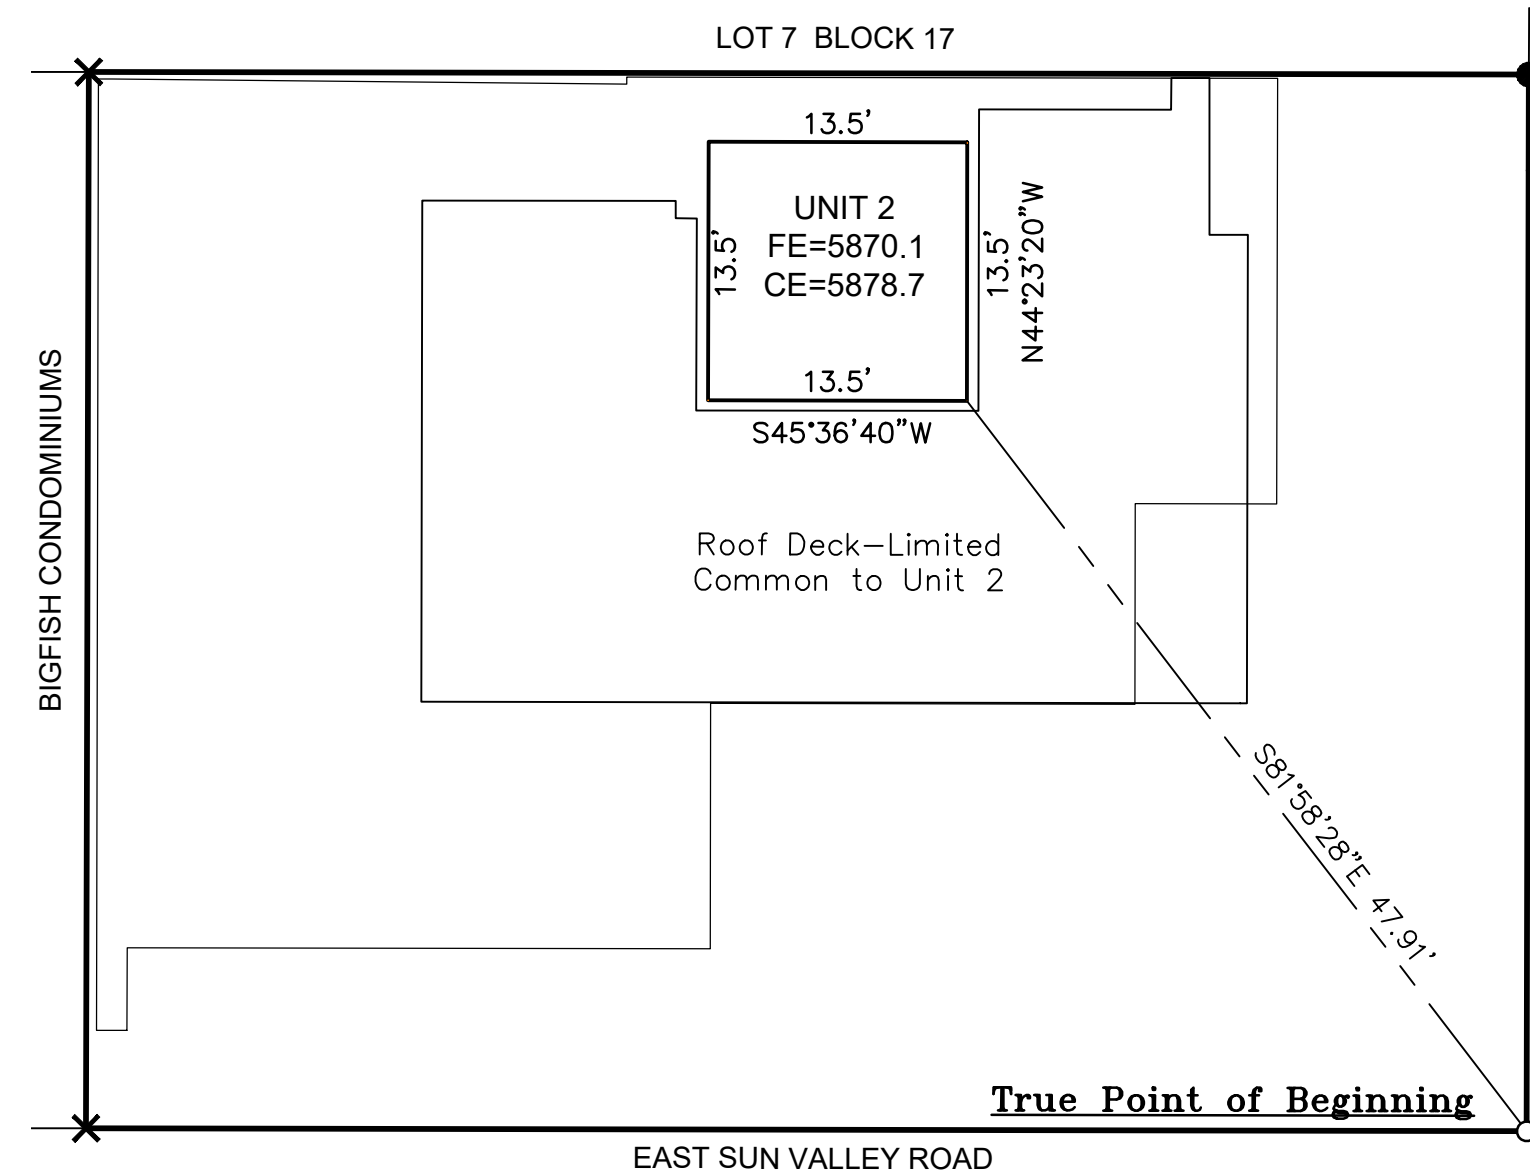 LOT 7 BLOCK 17
13.5’
UNIT 2
FE=5870.1
CE=5878.7
13.5’
13.5’
N44°23’20”W
13.5’
S45°36’40”W
BIGFISH CONDOMINIUMS
Roof Deck–Limited
Common to Unit 2
S81°58’28”E 47.91’
True Point of Beginning
EAST SUN VALLEY ROAD